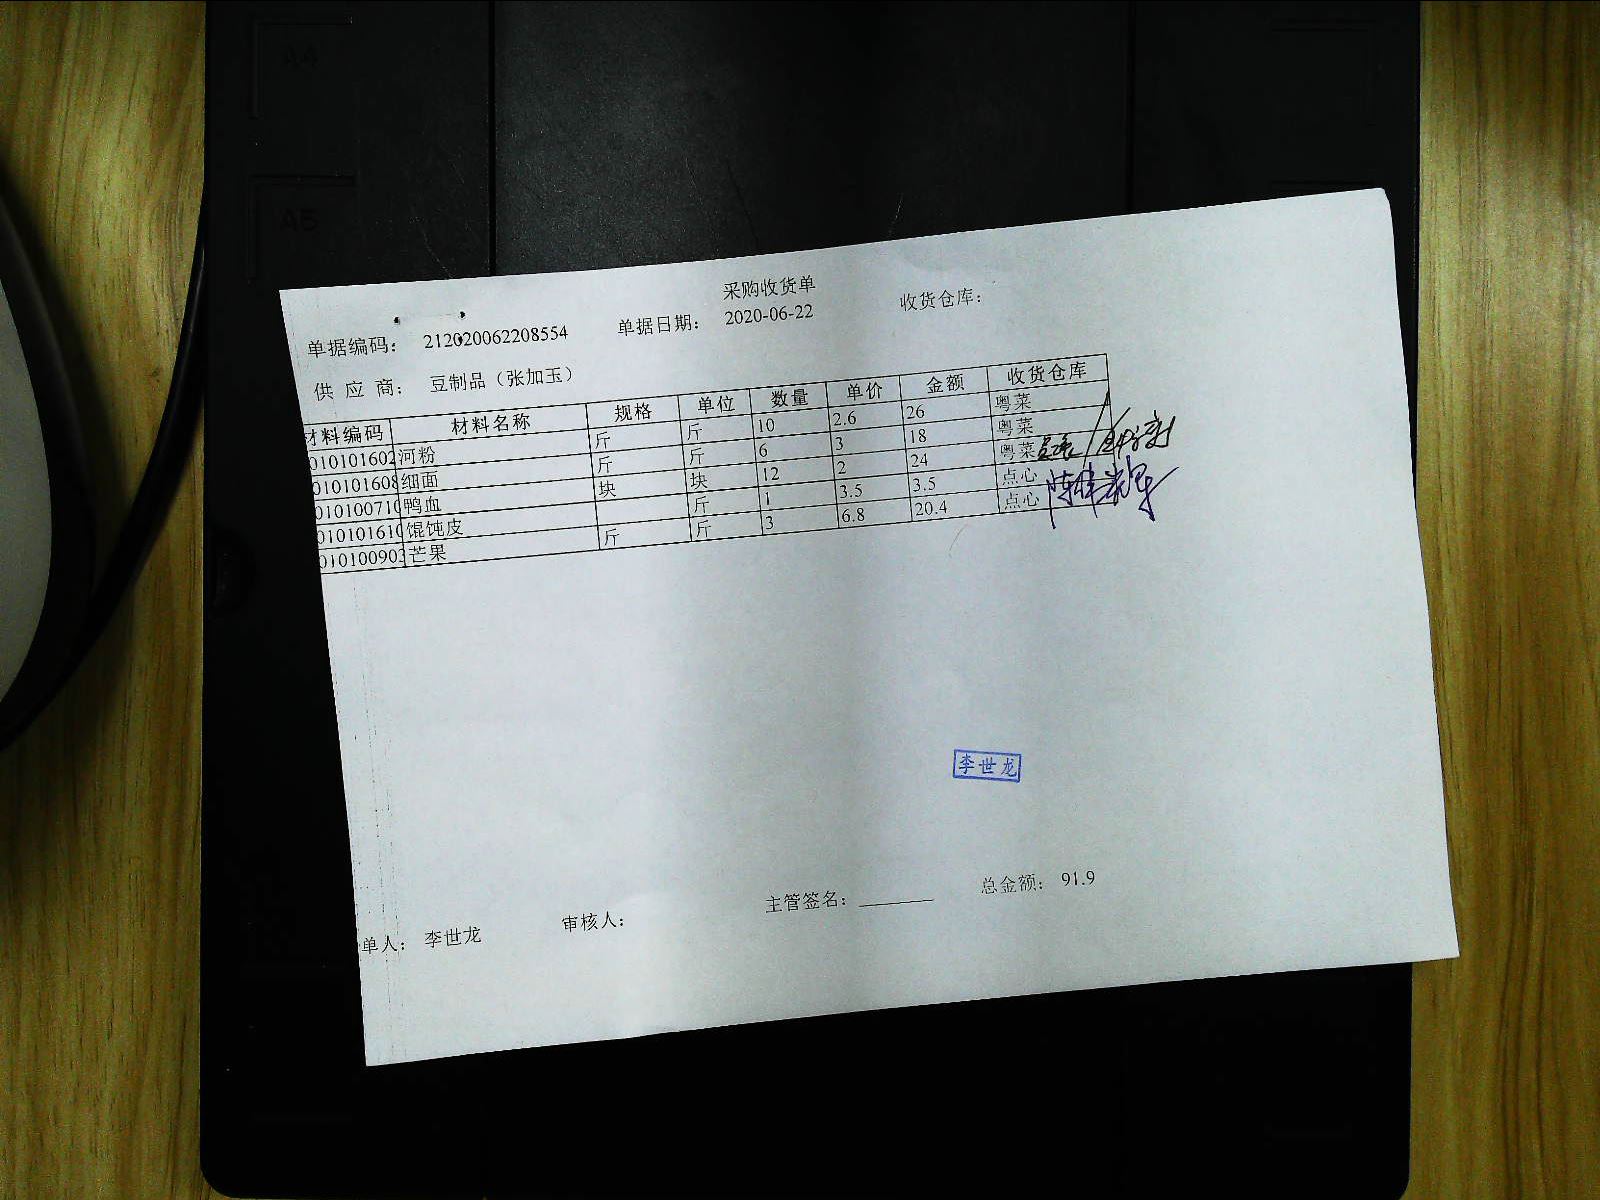 A4
A5
采购收货单
单据编码： 212020062208554 单据日期： 2020-06-22 收货仓库：
供 应 商： 豆制品（张加玉）
材料编码 材料名称 规格 单位 数量 单价 金额 收货仓库
010101602 河粉 斤 斤 10 2.6 26 粤菜
010101608 细面 斤 斤 6 3 18 粤菜
01010071 鸭血 块 块 12 2 24 粤菜
01010161 馄饨皮 斤 1 3.5 3.5 点心
01010090 芒果 斤 斤 3 6.8 20.4 点心
李世龙
单人： 李世龙 审核人： 主管签名： 总金额： 91.9